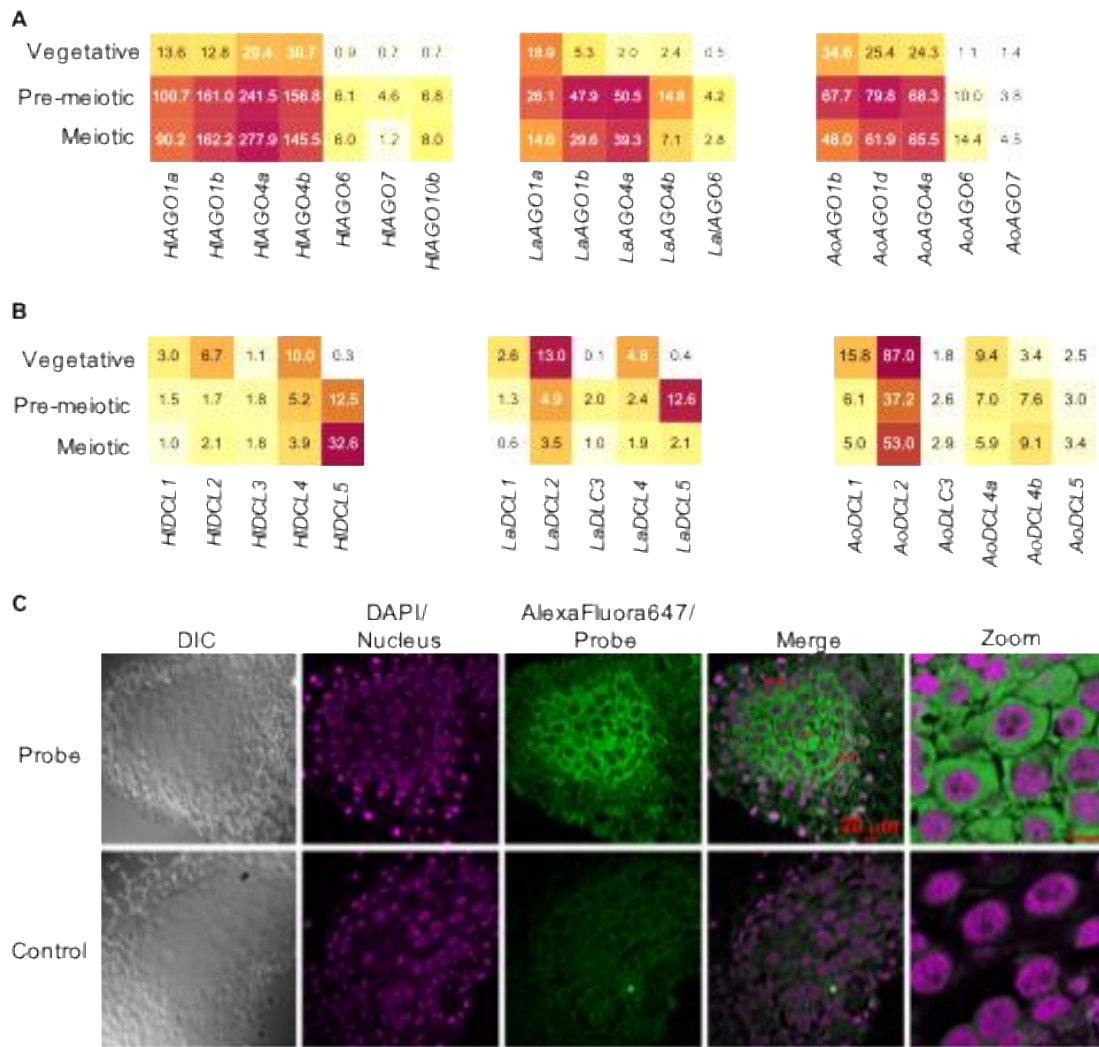 A
Vegetative 13.6 12.8 29.4 30.7 0.9 0.7 0.7 18.9 5.3 2.0 2.4 0.5 34.6 25.4 24.3 1.1 1.4
Pre-meiotic 100.7 161.0 241.5 156.8 6.1 4.6 6.8 26.1 47.9 50.5 14.8 4.2 67.7 79.8 68.3 10.0 3.8
Meiotic 90.2 162.2 277.9 145.5 6.0 1.2 8.0 14.6 29.6 39.3 7.1 2.8 48.0 61.9 65.5 14.4 4.5
HlAGO1a HlAGO1b HlAGO4a HlAGO4b HlAGO6 HlAGO7 HlAGO10b LaAGO1a LaAGO1b LaAGO4a LaAGO4b LalAGO6 AoAGO1b AoAGO1d AoAGO4a AoAGO6 AoAGO7
B
Vegetative 3.0 6.7 1.1 10.0 0.3 2.6 13.0 0.1 4.8 0.4 15.8 87.0 1.8 9.4 3.4 2.5
Pre-meiotic 1.5 1.7 1.8 5.2 12.5 1.3 4.9 2.0 2.4 12.6 6.1 37.2 2.6 7.0 7.6 3.0
Meiotic 1.0 2.1 1.8 3.9 32.6 0.6 3.5 1.0 1.9 2.1 5.0 53.0 2.9 5.9 9.1 3.4
HlDCL1 HlDCL2 HlDCL3 HlDCL4 HlDCL5 LaDCL1 LaDCL2 LaDLC3 LaDCL4 LaDCL5 AoDCL1 AoDCL2 AoDLC3 AoDCL4a AoDCL4b AoDCL5
C
DIC DAPI/ Nucleus AlexaFluora647/ Probe Merge Zoom
Probe
20 µm
Control